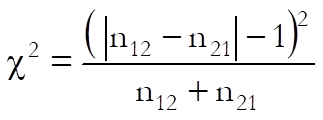 χ² = (|n₁₂ − n₂₁| − 1)² / (n₁₂ + n₂₁)